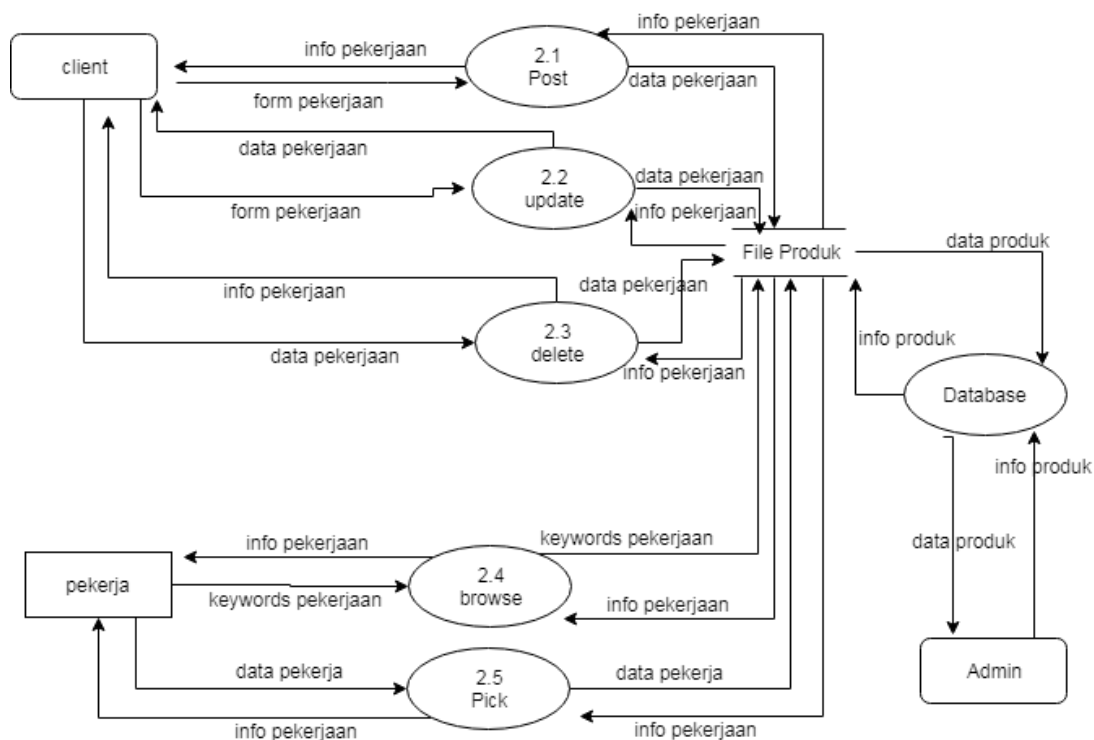 info pekerjaan
info pekerjaan
2.1
Post
client
data pekerjaan
form pekerjaan
data pekerjaan
2.2
update
data pekerjaan
form pekerjaan
info pekerjaan
File Produk
data produk
info pekerjaan
data pekerjaan
2.3
delete
data pekerjaan
info pekerjaan
info produk
Database
info produk
info pekerjaan
keywords pekerjaan
data produk
pekerja
2.4
browse
keywords pekerjaan
info pekerjaan
data pekerja
2.5
Pick
data pekerja
Admin
info pekerjaan
info pekerjaan